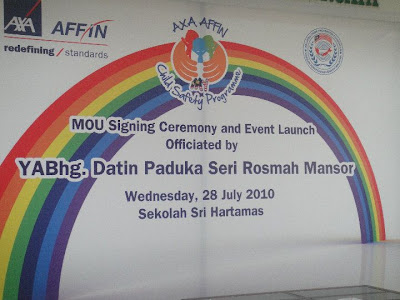 AXA AFFIN
redefining / standards
AXA AFFIN
Child Safety Programme
MOU Signing Ceremony and Event Launch
Officiated by
YABhg. Datin Paduka Seri Rosmah Mansor
Wednesday, 28 July 2010
Sekolah Sri Hartamas